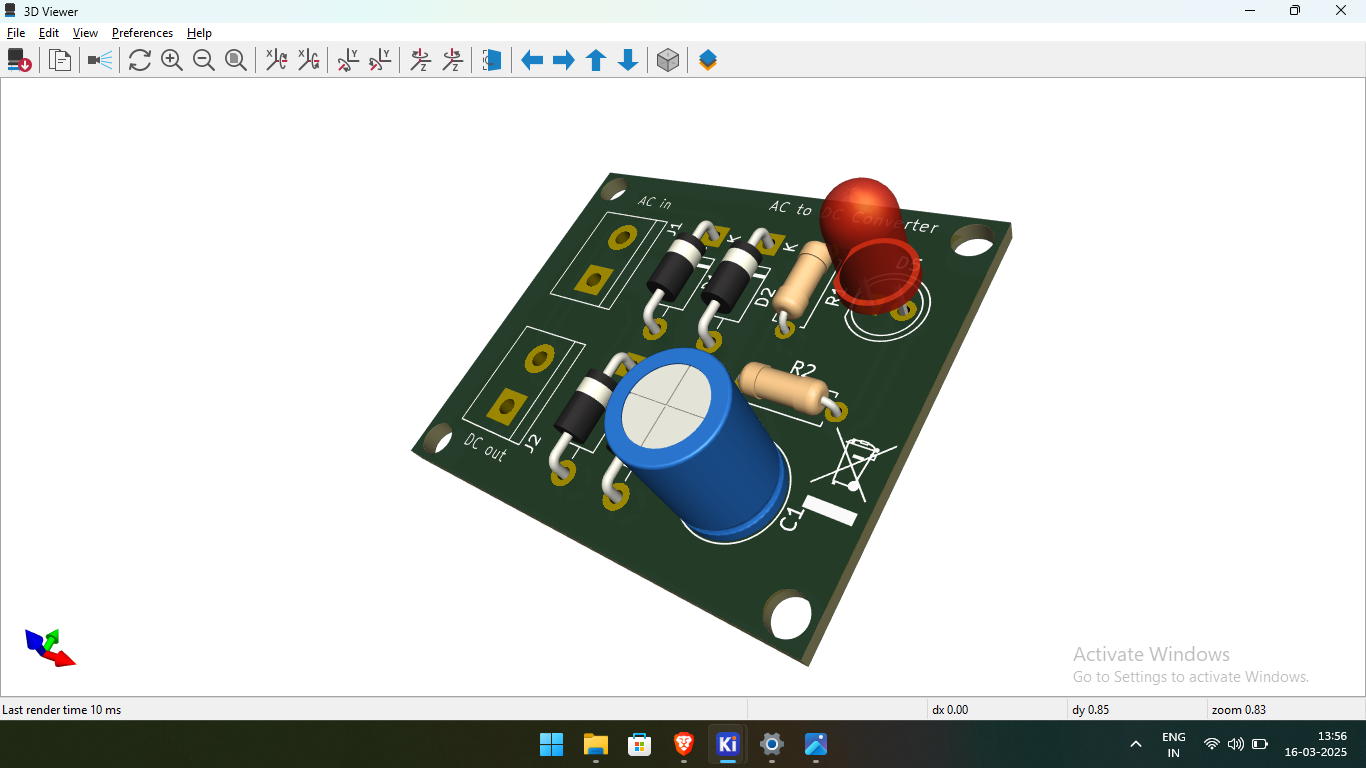 3D Viewer
File Edit View Preferences Help
AC in
AC to DC Converter
J1
K
K
D2
D5
R2
J2
DC out
C1
Activate Windows
Go to Settings to activate Windows.
Last render time 10 ms
dx 0.00
dy 0.85
zoom 0.83
Ki
ENG
IN
13:56
16-03-2025